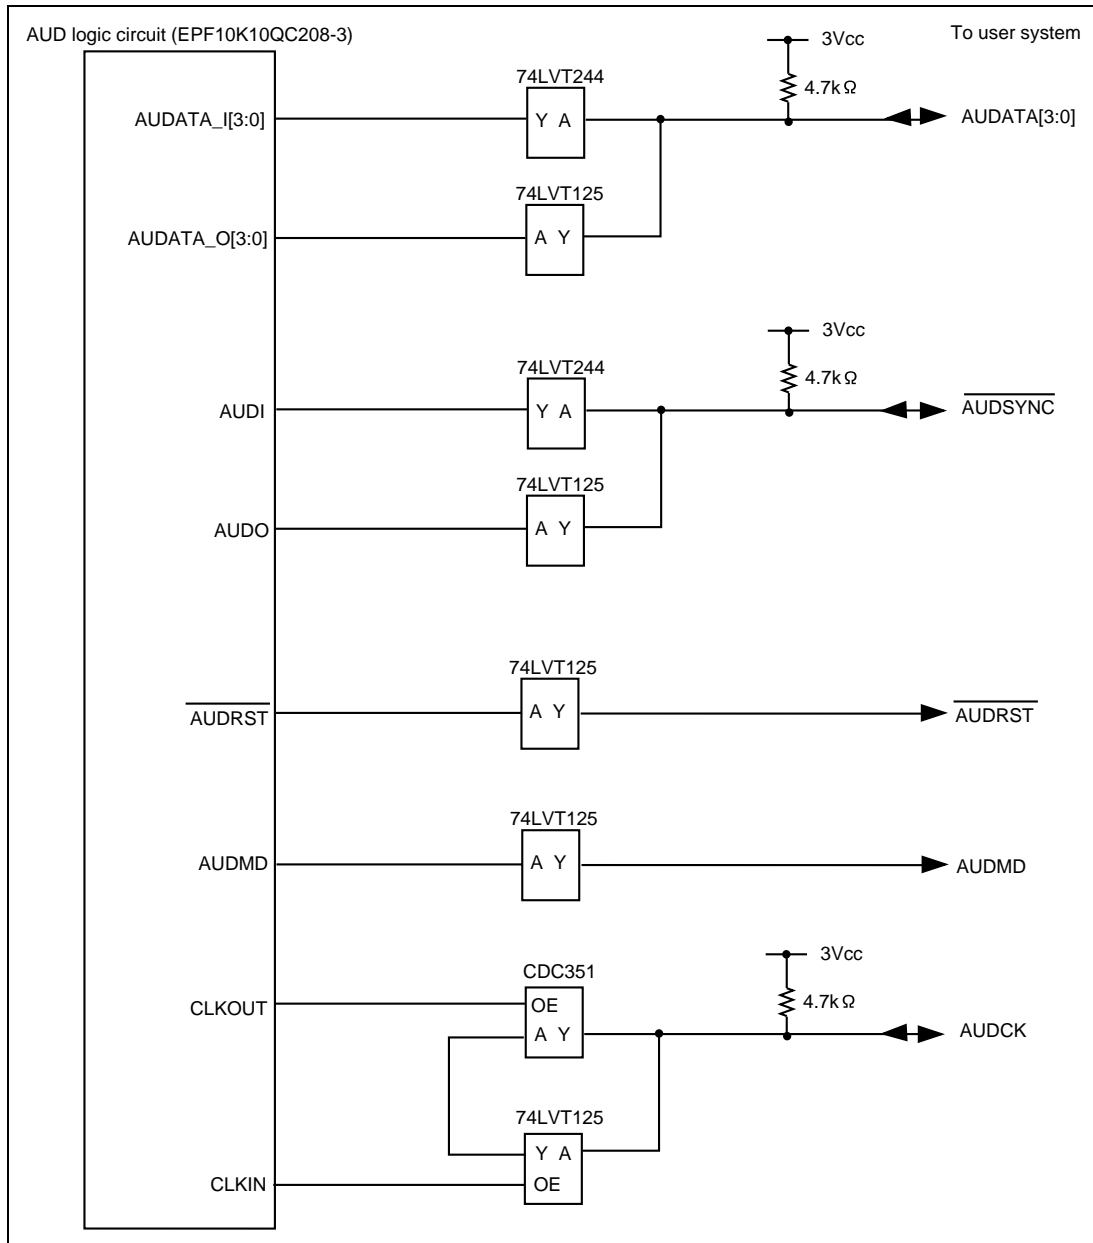 AUD logic circuit (EPF10K10QC208-3)
To user system
3Vcc
4.7kΩ
74LVT244
AUDATA_I[3:0]
Y A
AUDATA[3:0]
74LVT125
AUDATA_O[3:0]
A Y
3Vcc
4.7kΩ
74LVT244
AUDI
Y A
AUDSYNC
74LVT125
AUDO
A Y
74LVT125
AUDRST
A Y
AUDRST
74LVT125
AUDMD
A Y
AUDMD
3Vcc
4.7kΩ
CDC351
CLKOUT
OE
A Y
AUDCK
74LVT125
Y A
CLKIN
OE